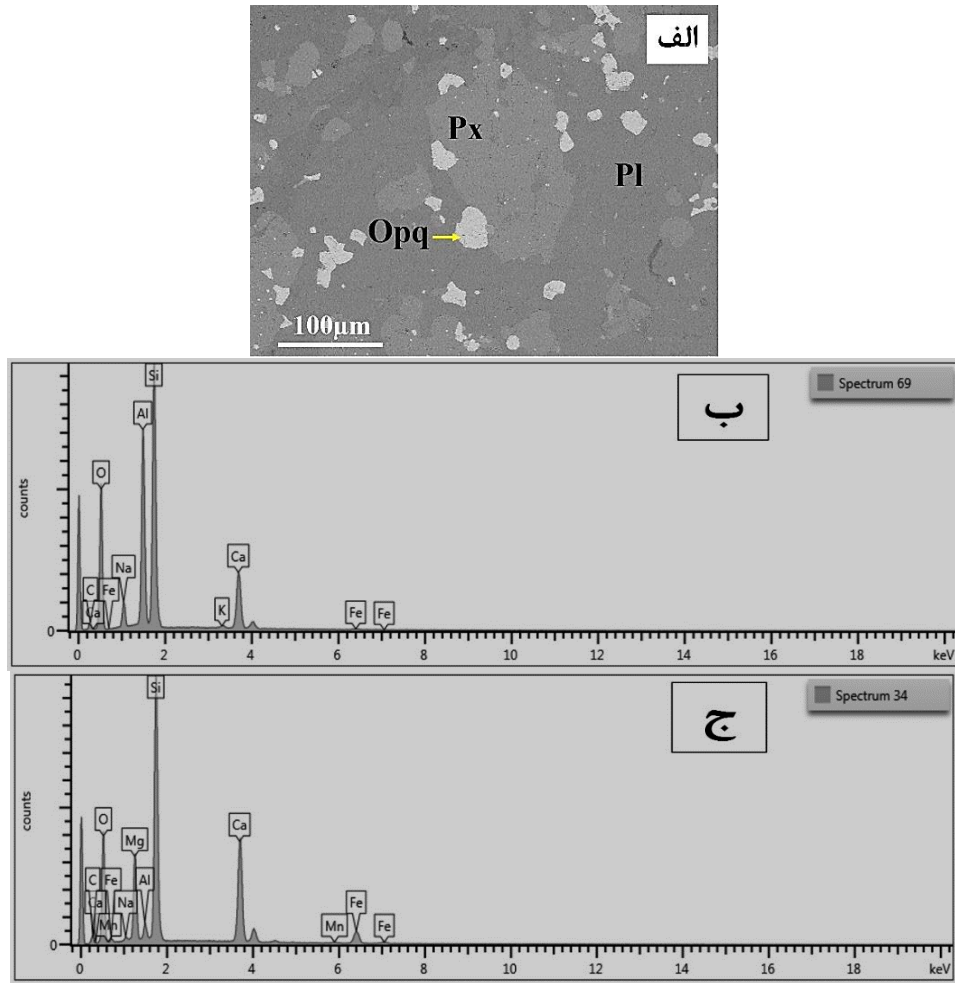 الف
Px
Pl
Opq
100µm
Si
Spectrum 69
ب
Al
O
Na
Ca
C
Fe
Ca
K
Fe
Fe
counts
0
0
2
4
6
8
10
12
14
16
18
keV
Si
Spectrum 34
ج
O
Ca
Mg
C
Fe
Al
Ca
Na
Fe
Mn
Mn
Fe
counts
0
0
2
4
6
8
10
12
14
16
18
keV